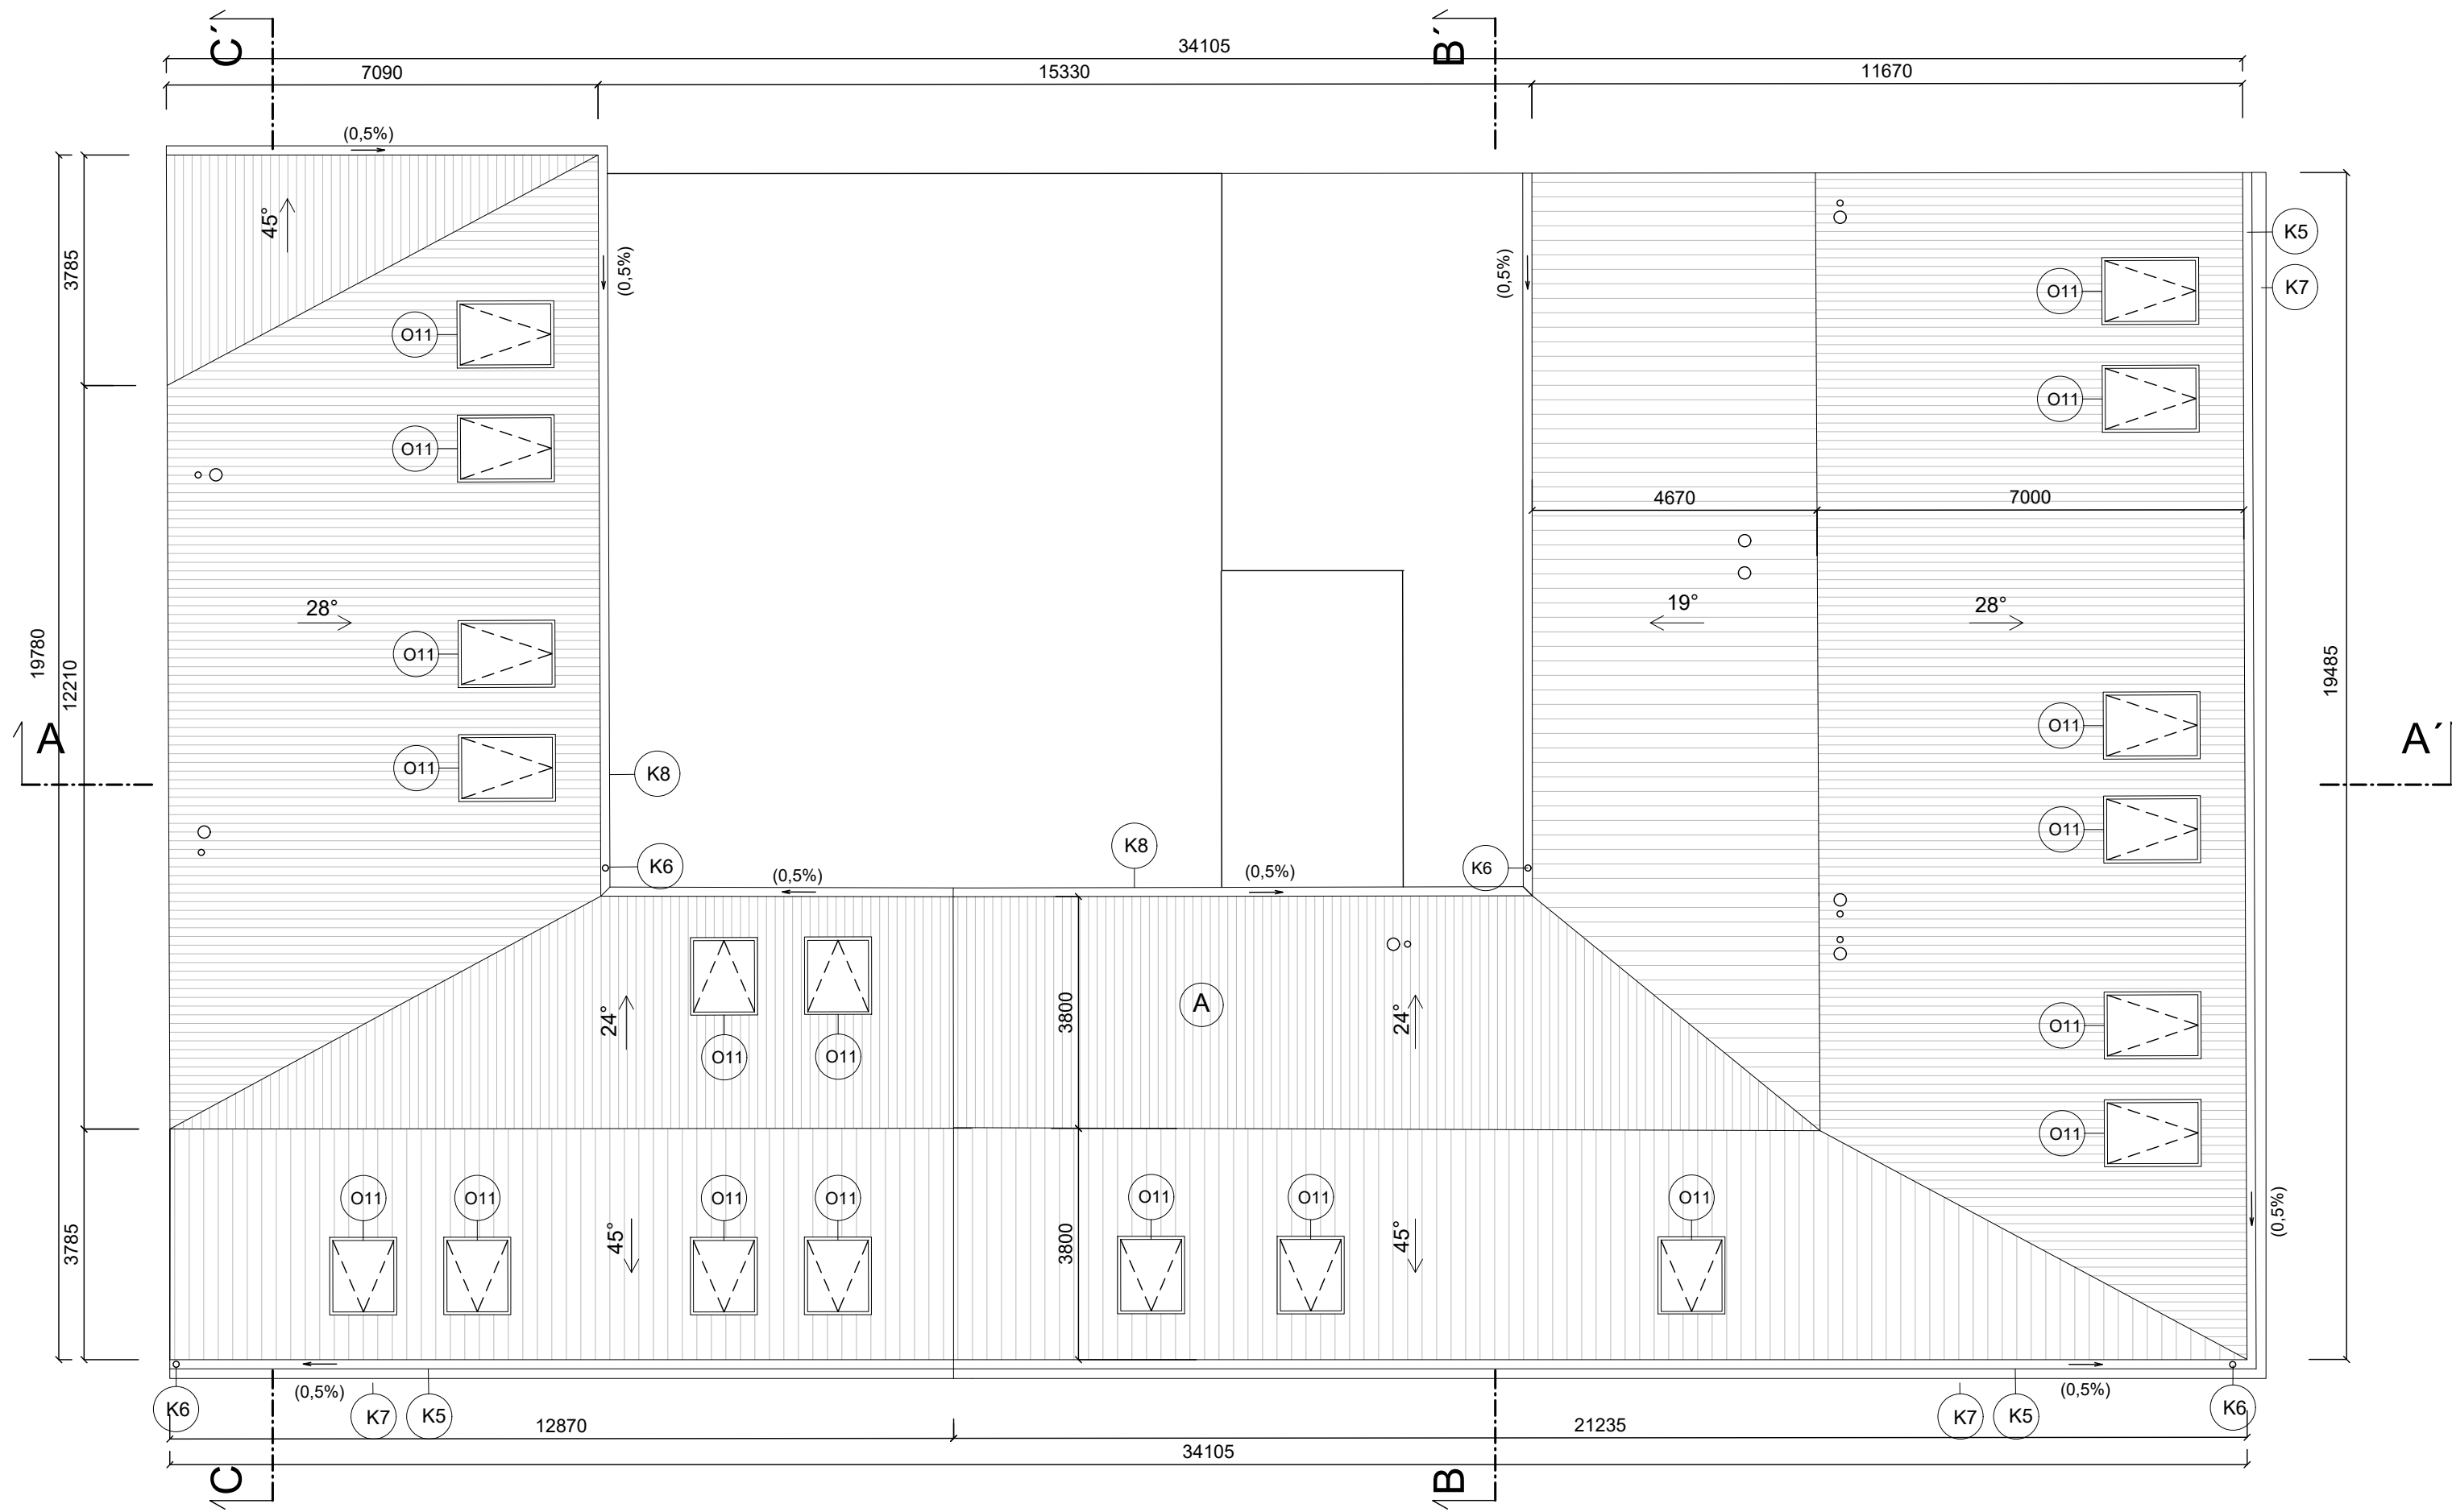 C´
B´
34105
7090
15330
11670
(0,5%)
45°
3785
(0,5%)
(0,5%)
K5
K7
O11
O11
O11
O11
4670
7000
28°
19°
28°
19780
12210
19485
O11
O11
A
A´
O11
K8
O11
O11
K8
K6
K6
(0,5%)
(0,5%)
24°
3800
A
24°
O11
O11
O11
O11
O11
O11
O11
O11
O11
O11
O11
3785
45°
3800
45°
(0,5%)
K6
(0,5%)
K7
K5
K7
K5
(0,5%)
K6
12870
21235
34105
C
B